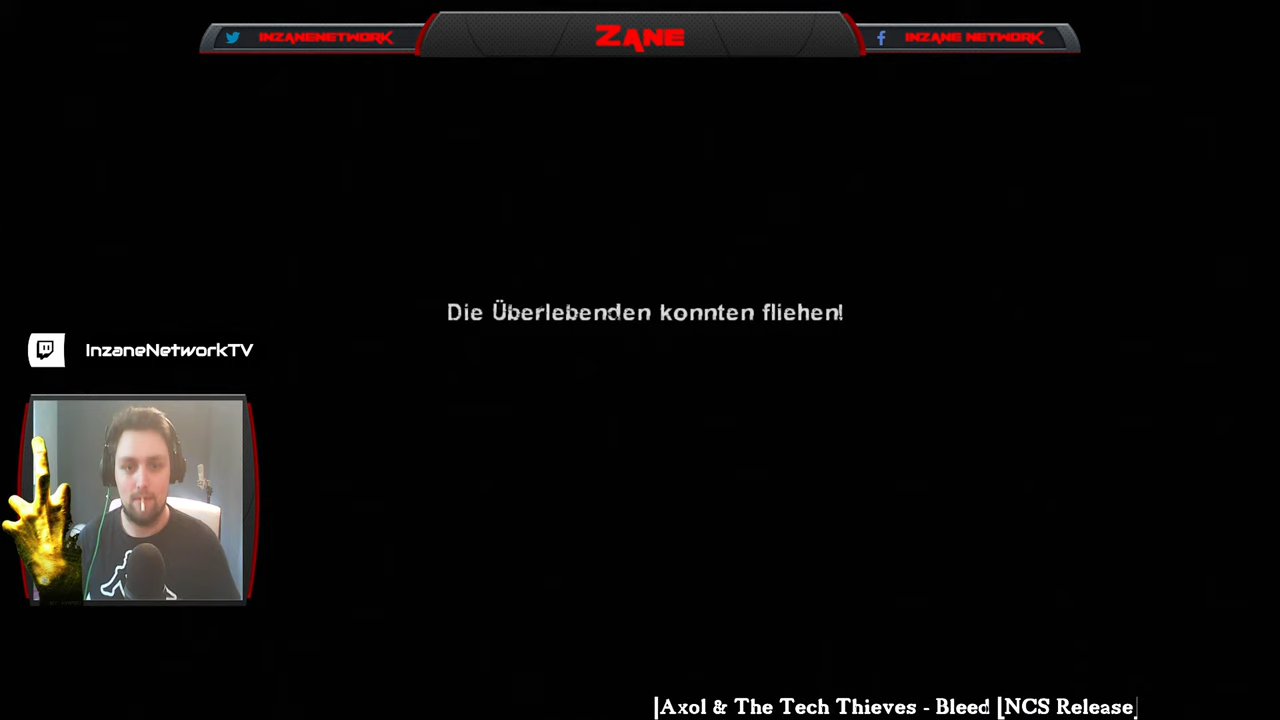 INZANENETWORK
ZANE
INZANE NETWORK
Die Überlebenden konnten fliehen!
InzaneNetworkTV
|Axol & The Tech Thieves - Bleed [NCS Release]